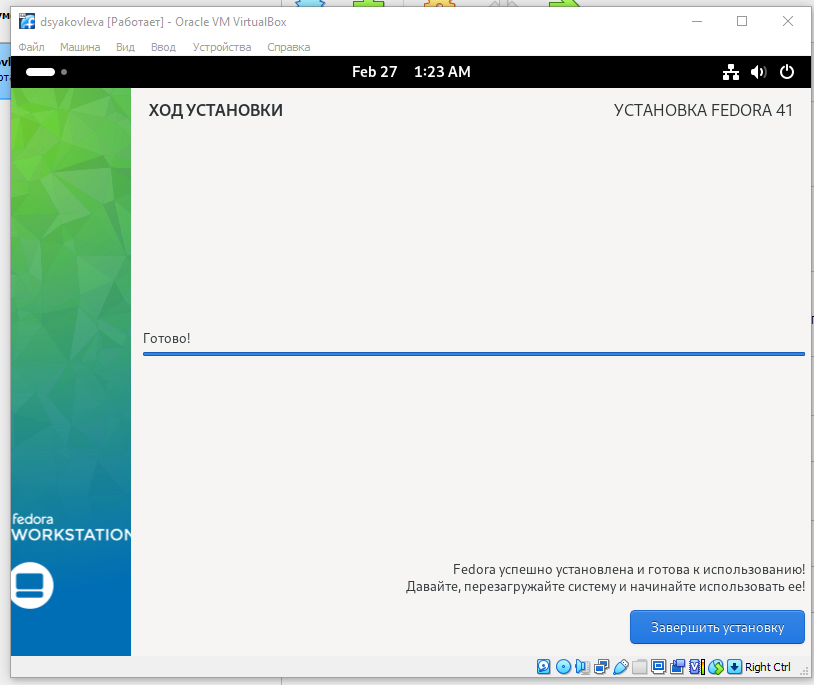 dsyakovleva [Работает] - Oracle VM VirtualBox
Файл Машина Вид Ввод Устройства Справка
Feb 27 1:23 AM
ХОД УСТАНОВКИ
УСТАНОВКА FEDORA 41
Готово!
fedora
WORKSTATION
Fedora успешно установлена и готова к использованию!
Давайте, перезагружайте систему и начинайте использовать ее!
Завершить установку
Right Ctrl